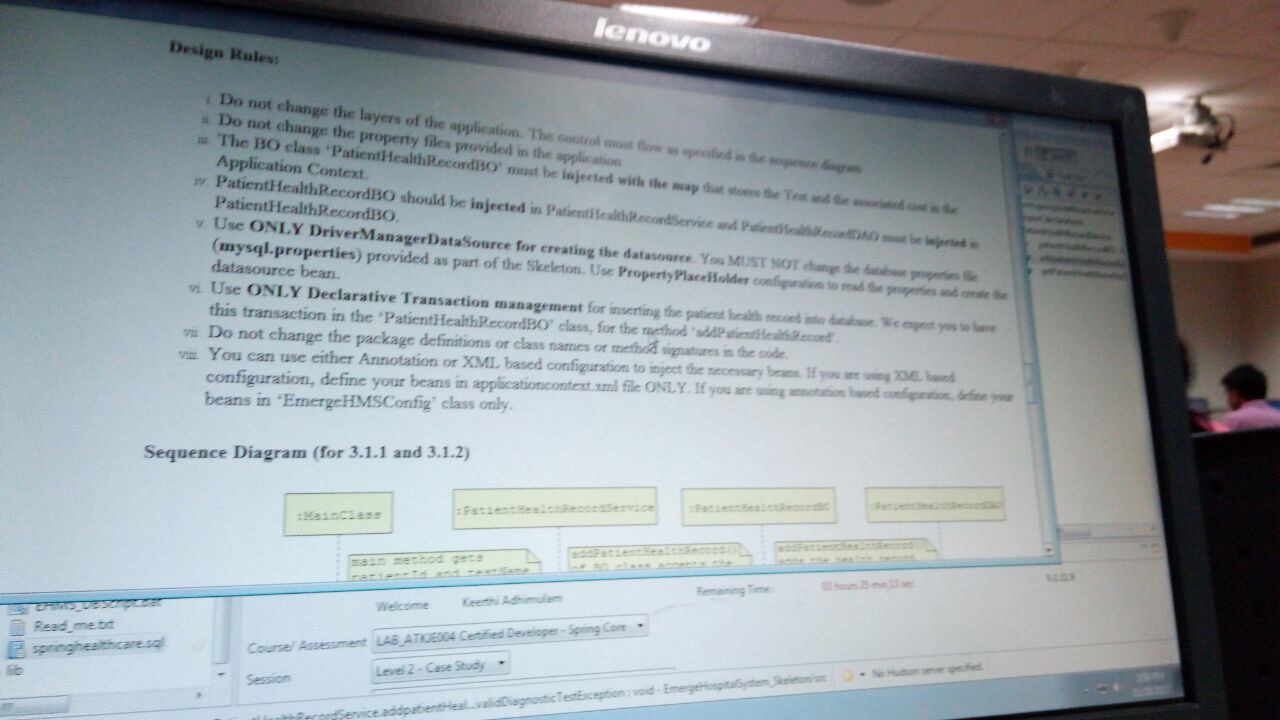 lenovo
Design Rules:
i. Do not change the layers of the application. The control must flow as specified in the sequence diagram
ii. Do not change the property files provided in the application
iii. The BO class 'PatientHealthRecordBO' must be injected with the map that stores the Test and the associated cost in the
Application Context.
iv. PatientHealthRecordBO should be injected in PatientHealthRecordService and PatientHealthRecordDAO must be injected in
PatientHealthRecordBO.
v. Use ONLY DriverManagerDataSource for creating the datasource. You MUST NOT change the database properties file
(mysql.properties) provided as part of the Skeleton. Use PropertyPlaceHolder configuration to read the properties and create the
datasource bean.
vi. Use ONLY Declarative Transaction management for inserting the patient health record into database. We expect you to have
this transaction in the 'PatientHealthRecordBO' class, for the method 'addPatientHealthRecord'.
vii. Do not change the package definitions or class names or method signatures in the code.
viii. You can use either Annotation or XML based configuration to inject the necessary beans. If you are using XML based
configuration, define your beans in applicationcontext.xml file ONLY. If you are using annotation based configuration, define your
beans in 'EmergeHMSConfig' class only.
Sequence Diagram (for 3.1.1 and 3.1.2)
:MainClass
:PatientHealthRecordService
:PatientHealthRecordBO
:PatientHealthRecordDAO
main method gets
patientId and testName
addPatientHealthRecord()
of BO class accepts the
addPatientHealthRecord()
adds the health record
EHMS_DBScript.bat
Read_me.txt
springhealthcare.sql
lib
Welcome Keerthi Adhimulam
Remaining Time: 03 hours 25 min 13 sec
Course/ Assessment LAB_ATKJE004 Certified Developer - Spring Core
Session Level 2 - Case Study
HealthRecordService.addpatientHeal...validDiagnosticTestException : void - EmergeHospitalSystem_Skeleton/src
No Hudson server specified.